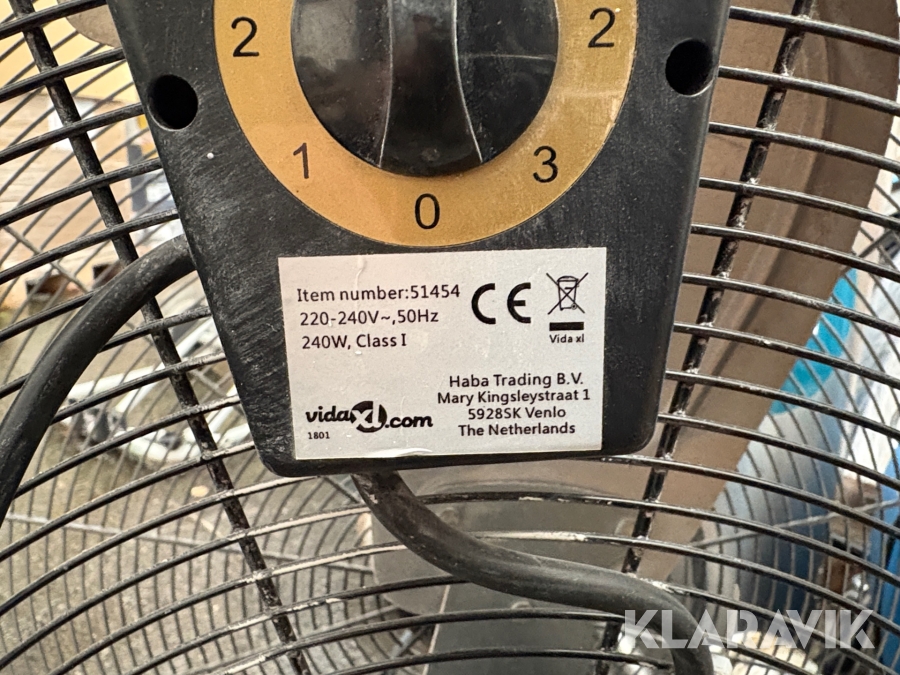 2
2
1
3
0
Item number:51454
220-240V~,50Hz
240W, Class I
CE
Vida xl
Haba Trading B.V.
Mary Kingsleystraat 1
5928SK Venlo
The Netherlands
vidaXL.com
1801
KLARAVIK